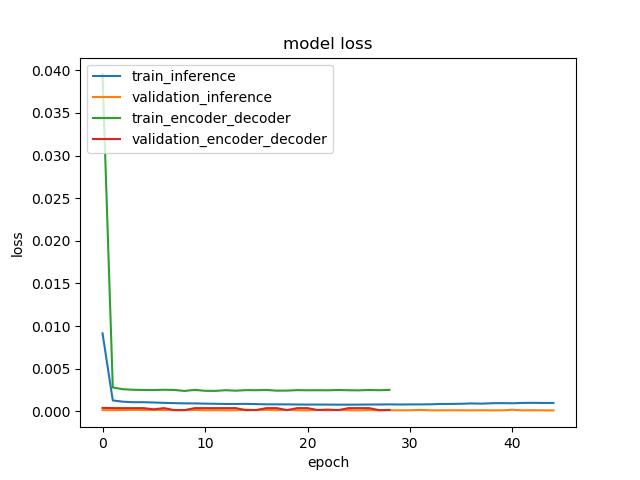 model loss
train_inference
validation_inference
train_encoder_decoder
validation_encoder_decoder
0.040
0.035
0.030
0.025
0.020
0.015
0.010
0.005
0.000
loss
0 10 20 30 40
epoch